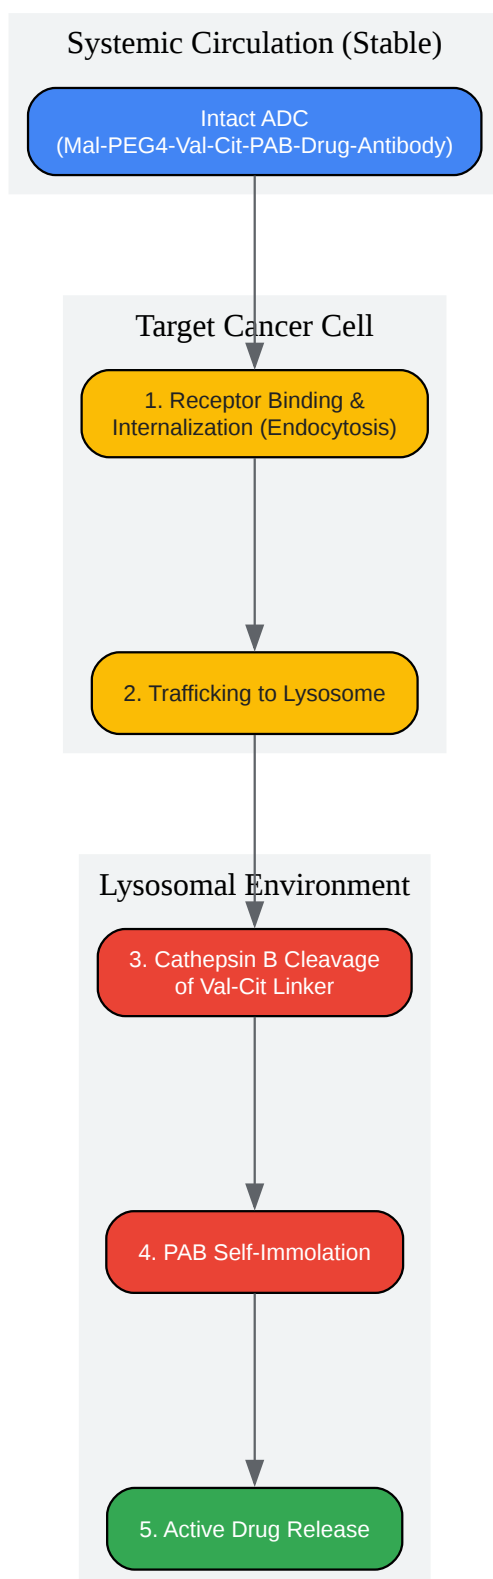 Systemic Circulation (Stable)
Intact ADC
(Mal-PEG4-Val-Cit-PAB-Drug-Antibody)
Target Cancer Cell
1. Receptor Binding &
Internalization (Endocytosis)
2. Trafficking to Lysosome
Lysosomal Environment
3. Cathepsin B Cleavage
of Val-Cit Linker
4. PAB Self-Immolation
5. Active Drug Release